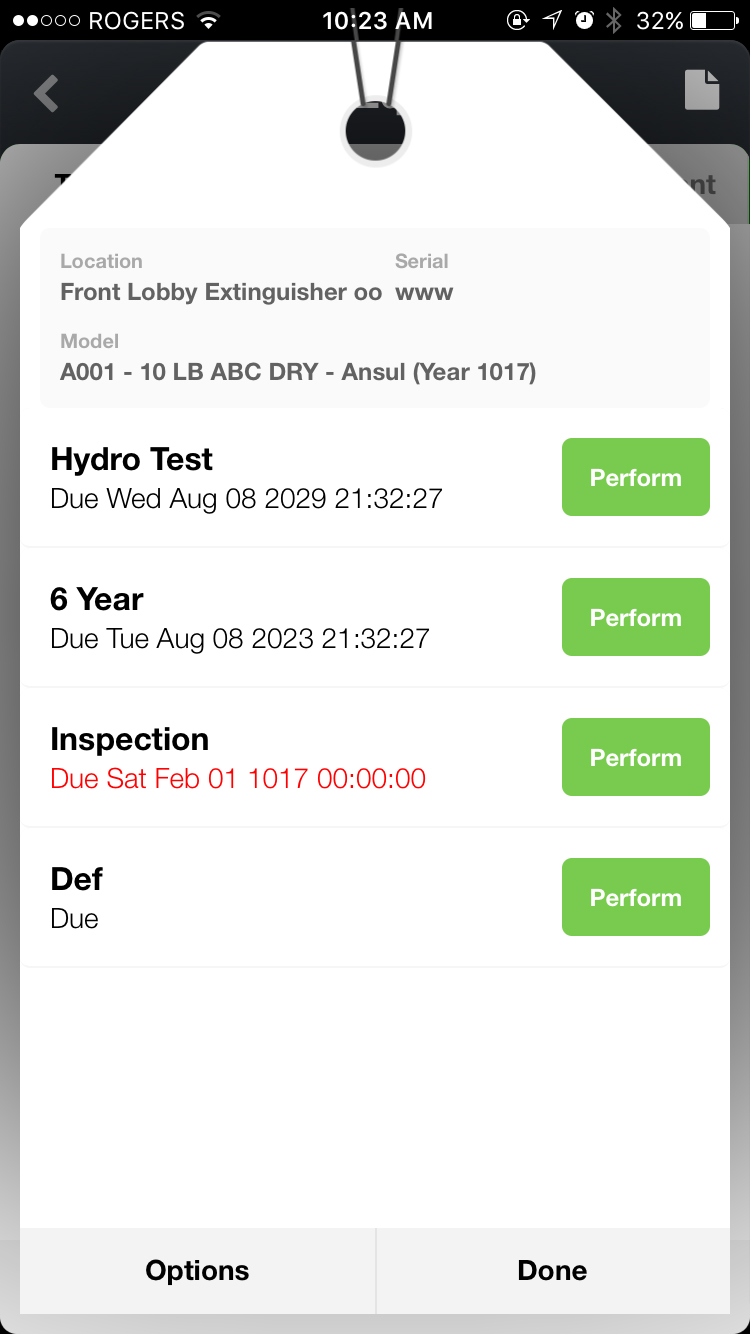 ROGERS 10:23 AM 32%
Location Serial
Front Lobby Extinguisher oo www
Model
A001 - 10 LB ABC DRY - Ansul (Year 1017)
Hydro Test
Due Wed Aug 08 2029 21:32:27
Perform
6 Year
Due Tue Aug 08 2023 21:32:27
Perform
Inspection
Due Sat Feb 01 1017 00:00:00
Perform
Def
Due
Perform
Options Done